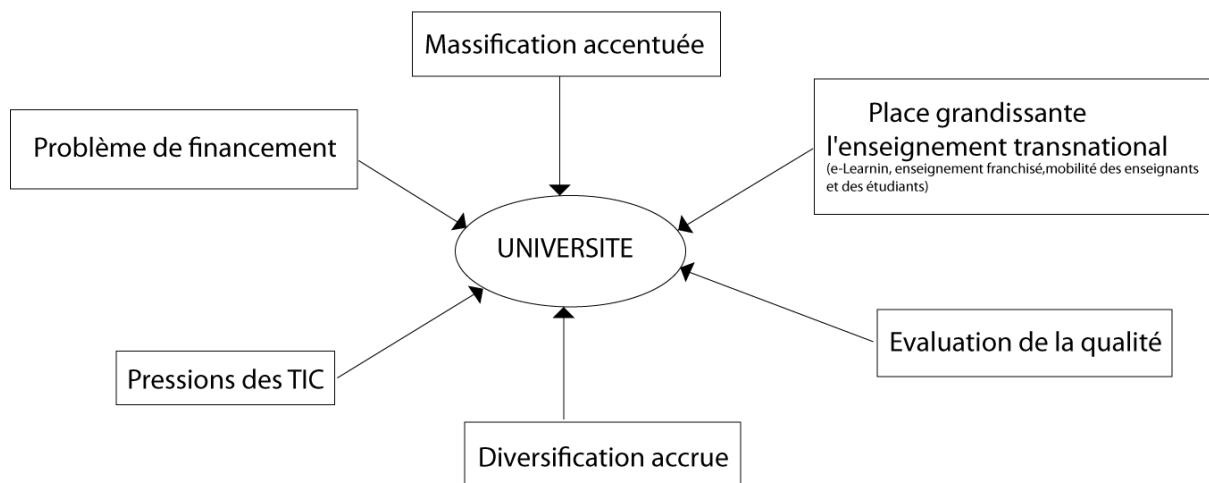 Massification accentuée
Problème de financement
Place grandissante
l'enseignement transnational
(e-Learnin, enseignement franchisé,mobilité des enseignants
et des étudiants)
UNIVERSITE
Evaluation de la qualité
Pressions des TIC
Diversification accrue